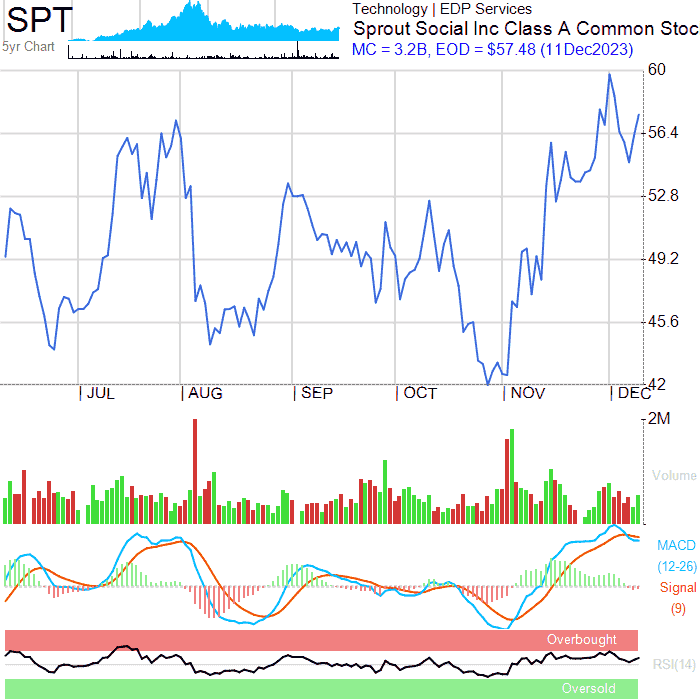 SPT
Technology | EDP Services
Sprout Social Inc Class A Common Stoc
5yr Chart
MC = 3.2B, EOD = $57.48 (11Dec2023)
60
56.4
52.8
49.2
45.6
42
JUL AUG SEP OCT NOV DEC
2M
Volume
MACD
(12-26)
Signal
(9)
Overbought
RSI(14)
Oversold